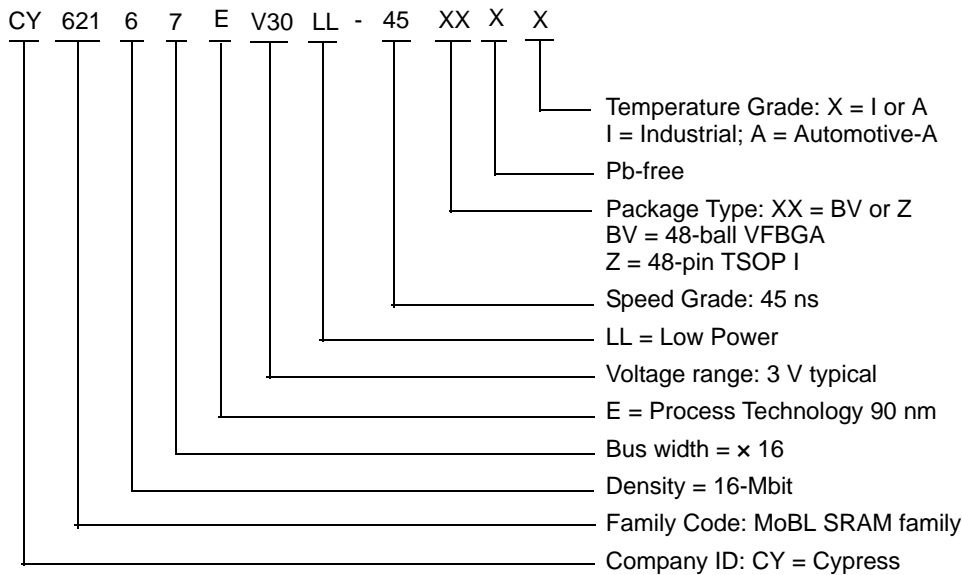 CY 621 6 7 E V30 LL - 45 XX X X
Temperature Grade: X = I or A
I = Industrial; A = Automotive-A
Pb-free
Package Type: XX = BV or Z
BV = 48-ball VFBGA
Z = 48-pin TSOP I
Speed Grade: 45 ns
LL = Low Power
Voltage range: 3 V typical
E = Process Technology 90 nm
Bus width = × 16
Density = 16-Mbit
Family Code: MoBL SRAM family
Company ID: CY = Cypress